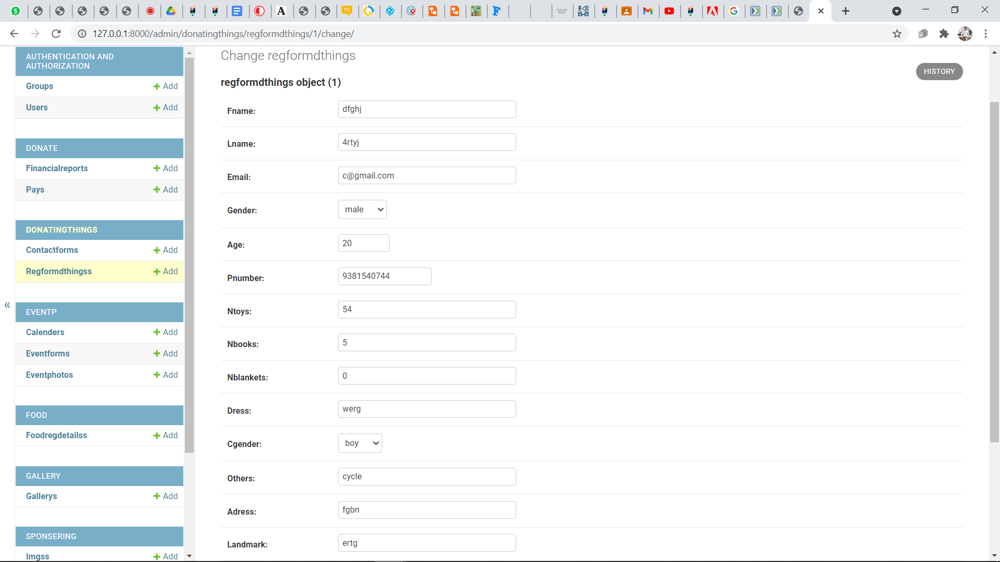 5
A
TG
Answer
Root
127.0.0.1:8000/admin/donatingthings/regformdthings/1/change/
AUTHENTICATION AND
AUTHORIZATION
Groups Add
Users Add
DONATE
Financialreports Add
Pays Add
DONATINGTHINGS
Contactforms Add
Regformdthingss Add
«
EVENTP
Calenders Add
Eventforms Add
Eventphotos Add
FOOD
Foodregdetailss Add
GALLERY
Gallerys Add
SPONSERING
Imgss Add
Change regformdthings
HISTORY
regformdthings object (1)
Fname: dfghj
Lname: 4rtyj
Email: c@gmail.com
Gender: male
Age: 20
Pnumber: 9381540744
Ntoys: 54
Nbooks: 5
Nblankets: 0
Dress: werg
Cgender: boy
Others: cycle
Adress: fgbn
Landmark: ertg